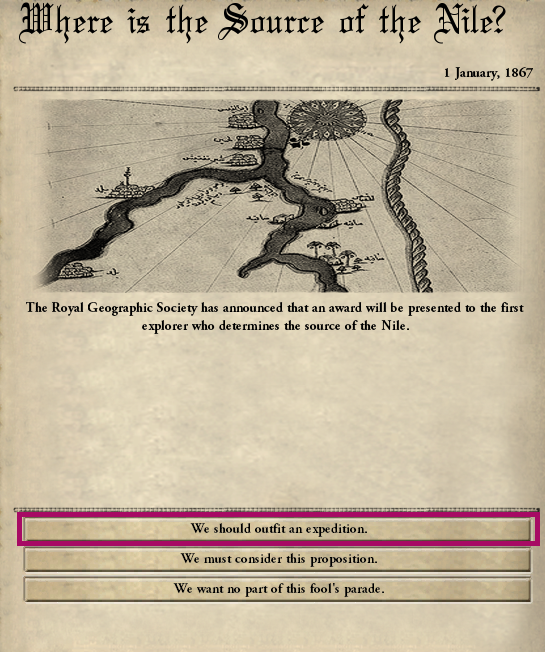 Where is the Source of the Nile?
1 January, 1867
The Royal Geographic Society has announced that an award will be presented to the first
explorer who determines the source of the Nile.
We should outfit an expedition.
We must consider this proposition.
We want no part of this fool's parade.